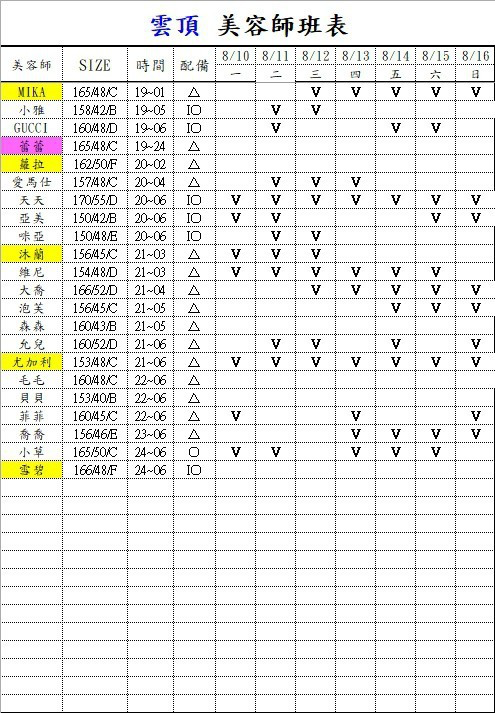 雲頂 美容師班表
美容師 SIZE 時間 配備 8/10 8/11 8/12 8/13 8/14 8/15 8/16
一 二 三 四 五 六 日
MIKA 165/48/C 19~01 △ V V V V V
小雅 158/42/B 19~05 IO V V
GUCCI 160/48/D 19~06 IO V V V
蕾蕾 165/48/C 19~24 △
蘿拉 162/50/F 20~02 △
愛馬仕 157/48/C 20~04 △ V V V
天天 170/55/D 20~06 IO V V V V V V V
亞美 150/42/B 20~06 IO V V V V
咪亞 150/48/E 20~06 IO V V
沐蘭 156/45/C 21~03 △ V V V
維尼 154/48/D 21~03 △ V V V V V V
大喬 166/52/D 21~04 △ V V V V V
泡芙 156/45/C 21~05 △ V V V
森森 160/43/B 21~05 △
允兒 160/52/D 21~06 △ V V V V
尤加利 153/48/C 21~06 △ V V V V V V V
毛毛 160/48/C 22~06 △
貝貝 153/40/B 22~06 △
菲菲 160/45/C 22~06 △ V V V
喬喬 156/46/E 23~06 △ V V V V
小草 165/50/C 24~06 O V V V V V
雪碧 166/48/F 24~06 IO